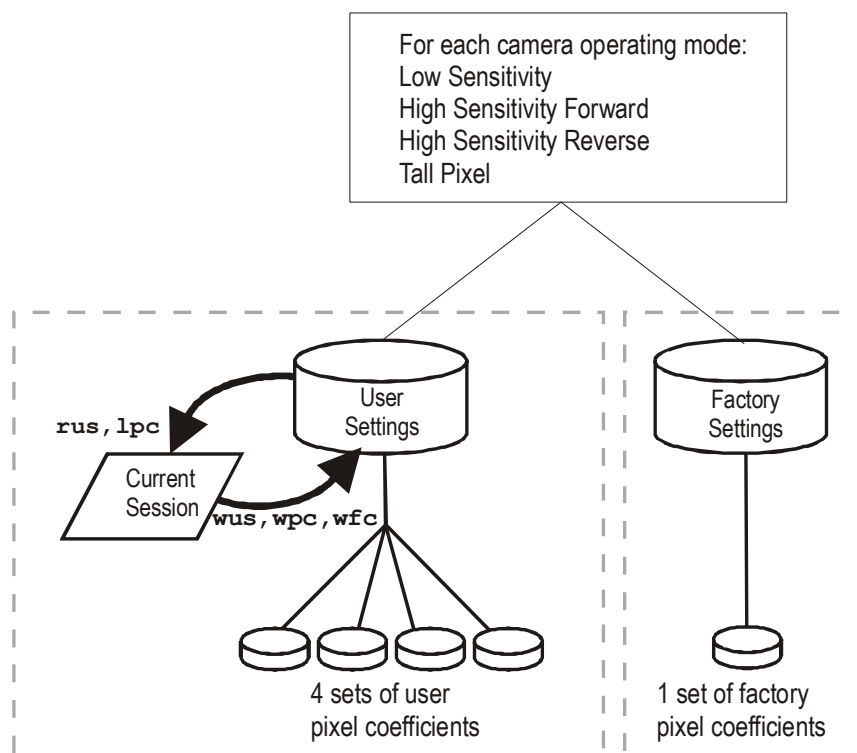 For each camera operating mode:
Low Sensitivity
High Sensitivity Forward
High Sensitivity Reverse
Tall Pixel
User
Settings
Factory
Settings
rus,lpc
Current
Session
wus,wpc,wfc
4 sets of user
pixel coefficients
1 set of factory
pixel coefficients